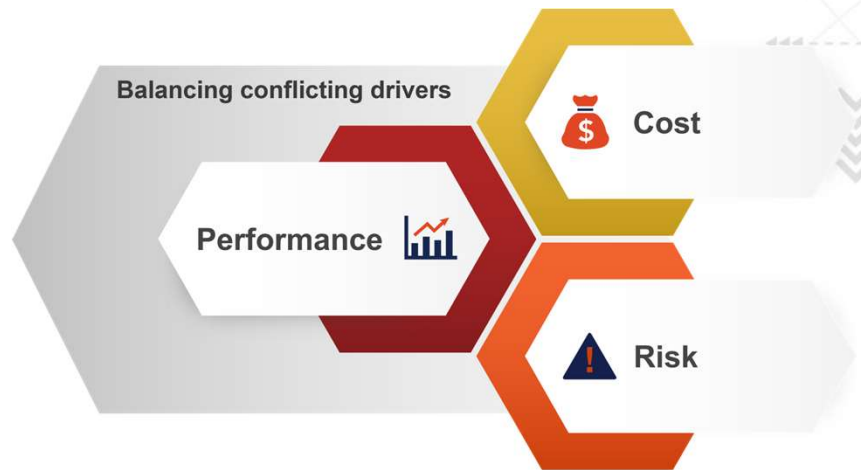 Balancing conflicting drivers
Cost
$
Performance
!
Risk